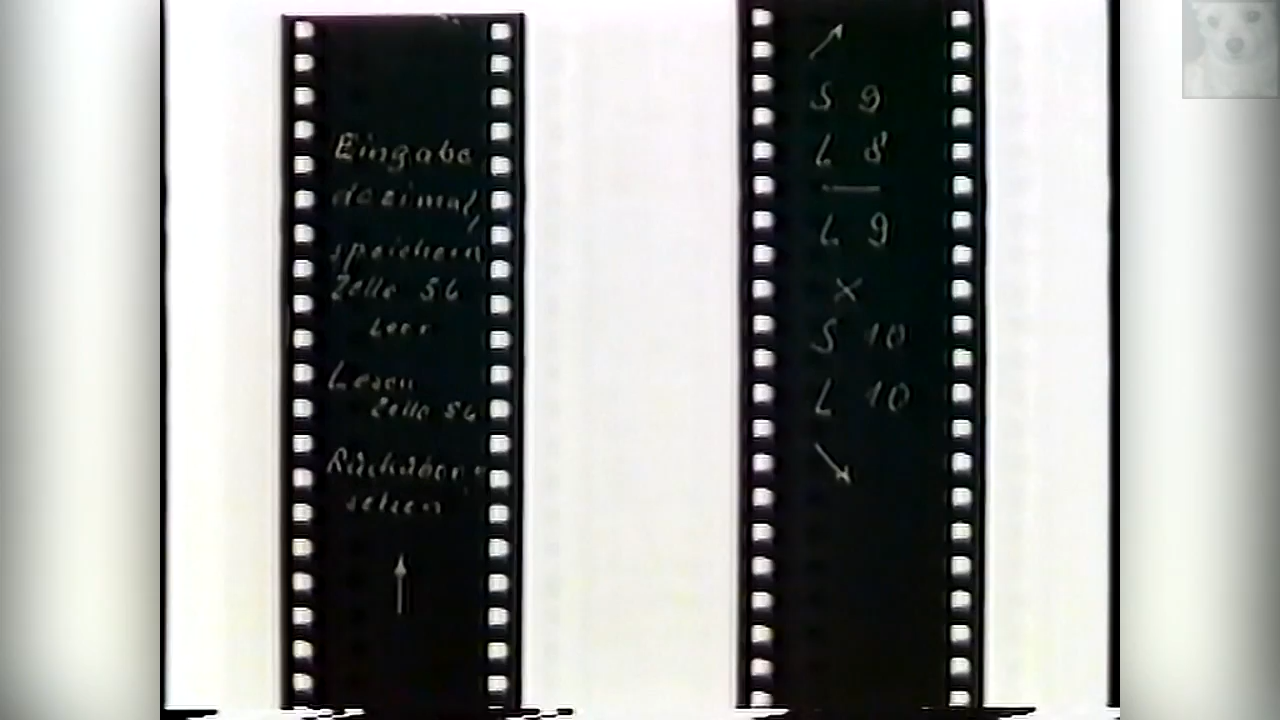 Eingabe
dezimal,
speichern
Zelle 56
leer
Lesen
Zelle 56
Rückübersetzen
S 9
L 8
L 9
×
S 10
L 10